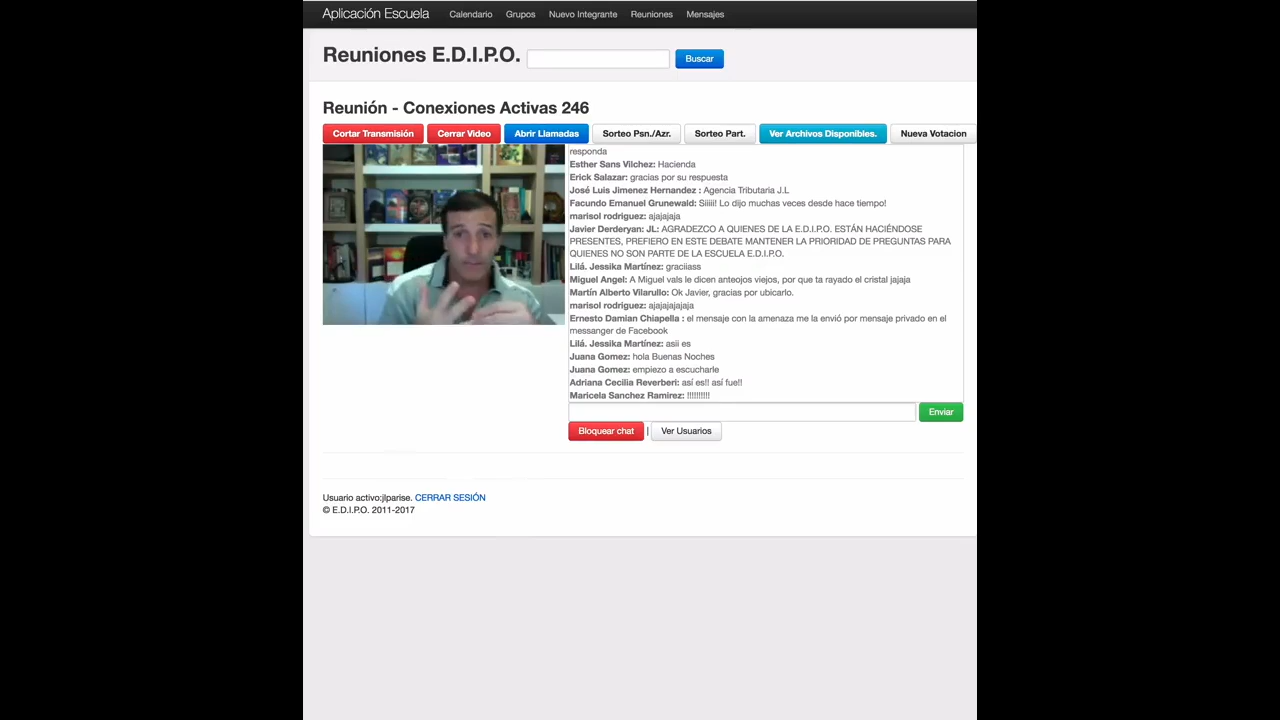 Aplicación Escuela Calendario Grupos Nuevo Integrante Reuniones Mensajes
Reuniones E.D.I.P.O. Buscar
Reunión - Conexiones Activas 246
Cortar Transmisión Cerrar Video Abrir Llamadas Sorteo Psn./Azr. Sorteo Part. Ver Archivos Disponibles. Nueva Votacion
responda
Esther Sans Vilchez: Hacienda
Erick Salazar: gracias por su respuesta
José Luis Jimenez Hernandez : Agencia Tributaria J.L
Facundo Emanuel Grunewald: Siiiii! Lo dijo muchas veces desde hace tiempo!
marisol rodriguez: ajajajaja
Javier Derderyan: JL: AGRADEZCO A QUIENES DE LA E.D.I.P.O. ESTÁN HACIÉNDOSE
PRESENTES, PREFIERO EN ESTE DEBATE MANTENER LA PRIORIDAD DE PREGUNTAS PARA
QUIENES NO SON PARTE DE LA ESCUELA E.D.I.P.O.
Lilá. Jessika Martínez: graciiass
Miguel Angel: A Miguel vals le dicen anteojos viejos, por que ta rayado el cristal jajaja
Martín Alberto Vilarullo: Ok Javier, gracias por ubicarlo.
marisol rodriguez: ajajajajajaja
Ernesto Damian Chiapella : el mensaje con la amenaza me la envió por mensaje privado en el
messanger de Facebook
Lilá. Jessika Martínez: asii es
Juana Gomez: hola Buenas Noches
Juana Gomez: empiezo a escucharle
Adriana Cecilia Reverberi: así es!! así fue!!
Maricela Sanchez Ramirez: !!!!!!!!!!
Enviar
Bloquear chat | Ver Usuarios
Usuario activo:jlparise. CERRAR SESIÓN
© E.D.I.P.O. 2011-2017